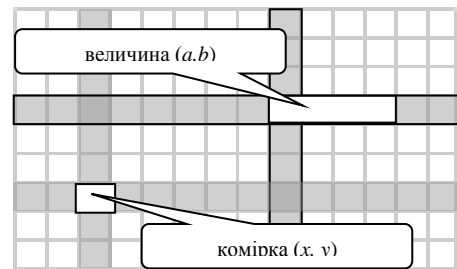 величина (a,b)
комірка (x, y)